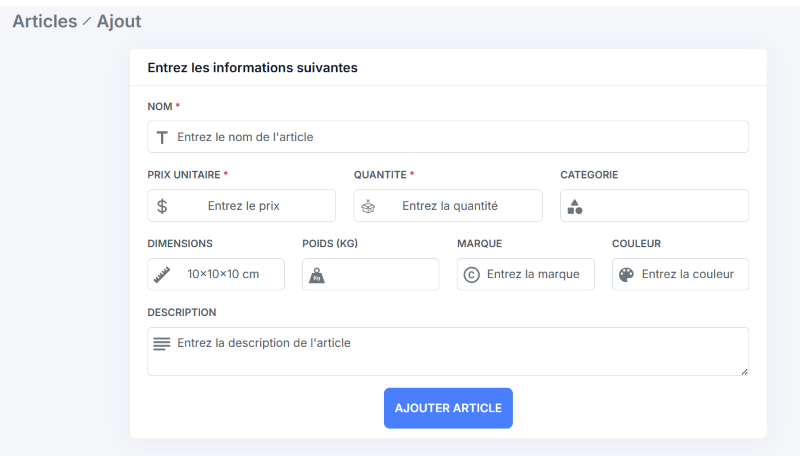 Articles / Ajout
Entrez les informations suivantes
NOM *
Entrez le nom de l'article
PRIX UNITAIRE * QUANTITE * CATEGORIE
$ Entrez le prix Entrez la quantité
DIMENSIONS POIDS (KG) MARQUE COULEUR
10×10×10 cm Kg © Entrez la marque Entrez la couleur
DESCRIPTION
Entrez la description de l'article
AJOUTER ARTICLE